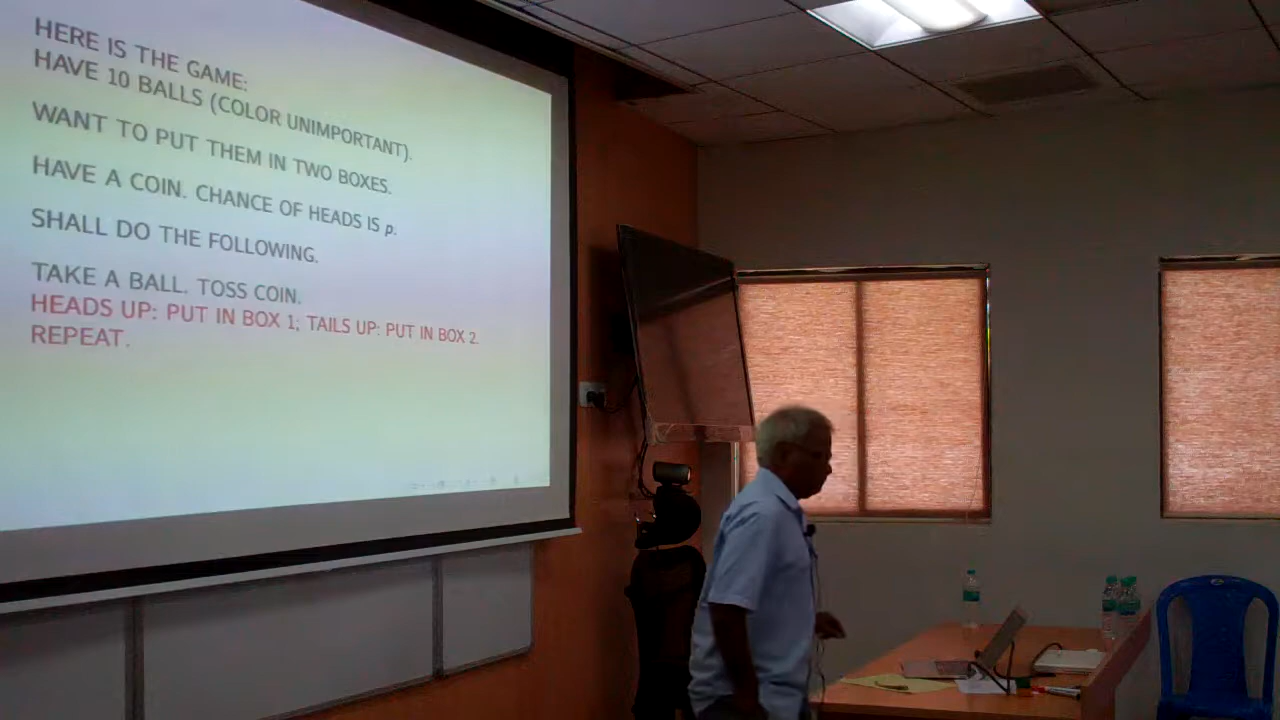 HERE IS THE GAME:
HAVE 10 BALLS (COLOR UNIMPORTANT).
WANT TO PUT THEM IN TWO BOXES.
HAVE A COIN. CHANCE OF HEADS IS p.
SHALL DO THE FOLLOWING.
TAKE A BALL. TOSS COIN.
HEADS UP: PUT IN BOX 1; TAILS UP: PUT IN BOX 2.
REPEAT.